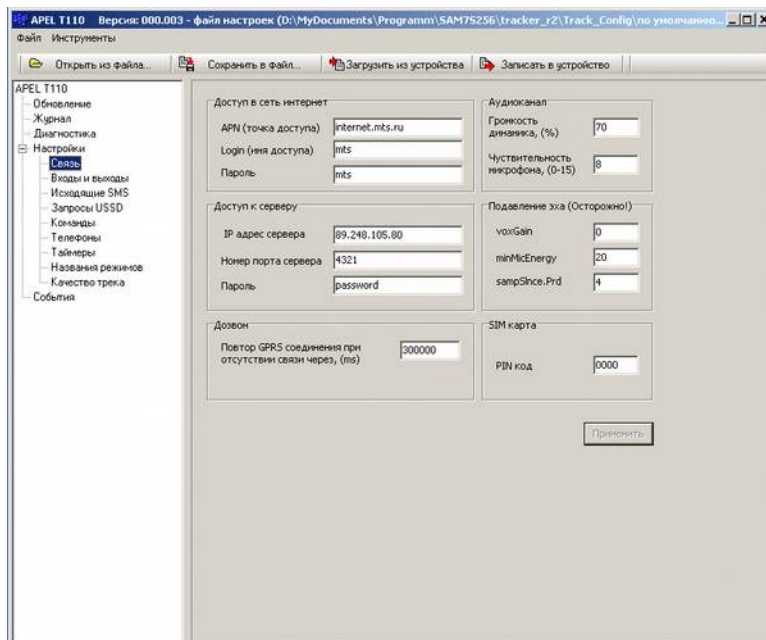 APEL T110 Версия: 000.003 - файл настроек (D:\MyDocuments\Programm\SAM7S256\tracker_r2\Track_Config\по умолчанию...
Файл Инструменты
Открыть из файла... Сохранить в файл... Загрузить из устройства Записать в устройство
APEL T110
Обновление
Журнал
Диагностика
Настройки
Связь
Входы и выходы
Исходящие SMS
Запросы USSD
Команды
Телефоны
Таймеры
Названия режимов
Качество трека
События
Доступ в сеть интернет
APN (точка доступа) internet.mts.ru
Login (имя доступа) mts
Пароль mts
Аудиоканал
Громкость
динамика, (%) 70
Чуствительность
микрофона, (0-15) 8
Доступ к серверу
IP адрес сервера 89.248.105.80
Номер порта сервера 4321
Пароль password
Подавление эха (Осторожно!)
voxGain 0
minMicEnergy 20
sampSlnce.Prd 4
Дозвон
Повтор GPRS соединения при
отсутствии связи через, (ms) 300000
SIM карта
PIN код 0000
Применить